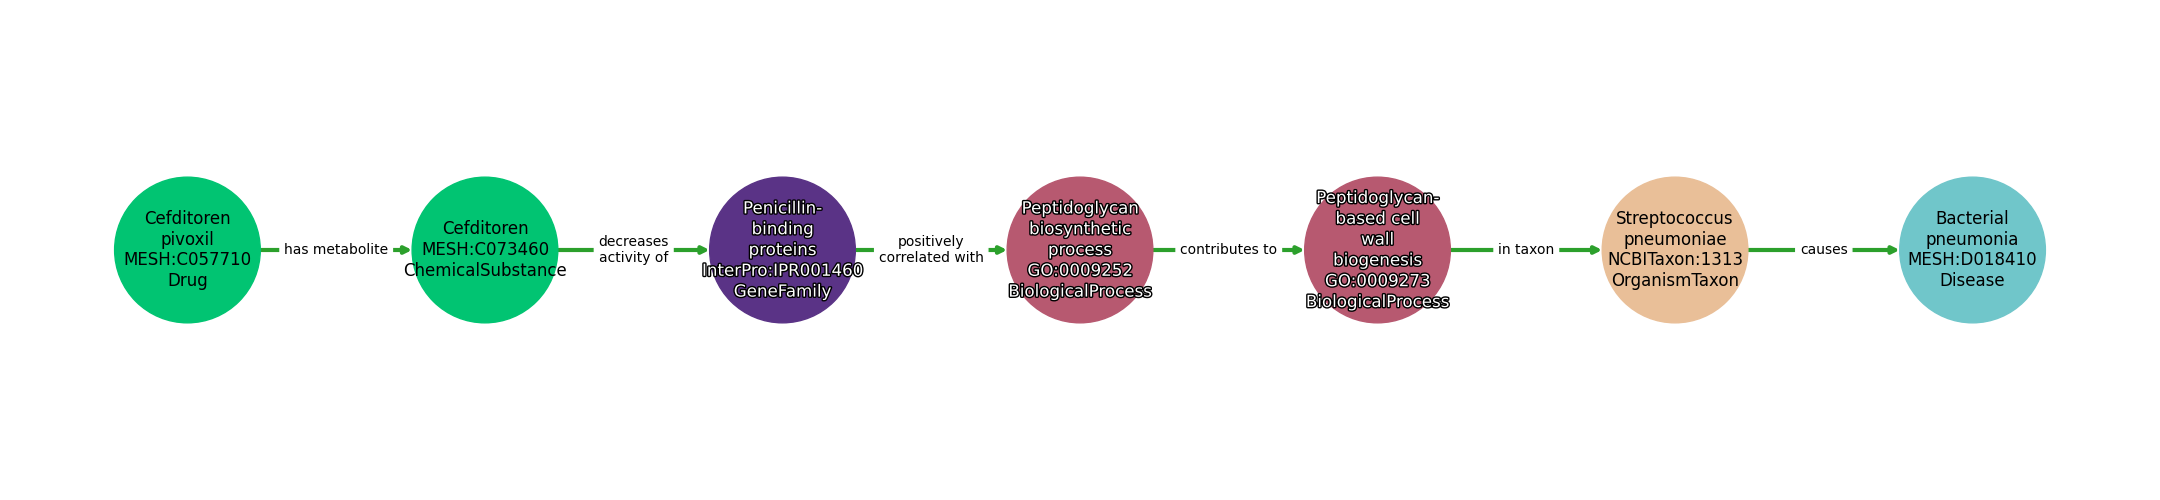 Cefditoren
pivoxil
MESH:C057710
Drug
has metabolite
Cefditoren
MESH:C073460
ChemicalSubstance
decreases
activity of
Penicillin-
binding
proteins
InterPro:IPR001460
GeneFamily
positively
correlated with
Peptidoglycan
biosynthetic
process
GO:0009252
BiologicalProcess
contributes to
Peptidoglycan-
based cell
wall
biogenesis
GO:0009273
BiologicalProcess
in taxon
Streptococcus
pneumoniae
NCBITaxon:1313
OrganismTaxon
causes
Bacterial
pneumonia
MESH:D018410
Disease